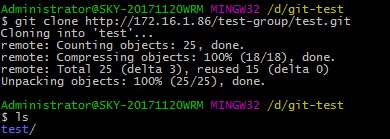 Administrator@SKY-20171120WRM MINGW32 /d/git-test
$ git clone http://172.16.1.86/test-group/test.git
Cloning into 'test'...
remote: Counting objects: 25, done.
remote: Compressing objects: 100% (18/18), done.
remote: Total 25 (delta 3), reused 15 (delta 0)
Unpacking objects: 100% (25/25), done.
Administrator@SKY-20171120WRM MINGW32 /d/git-test
$ ls
test/